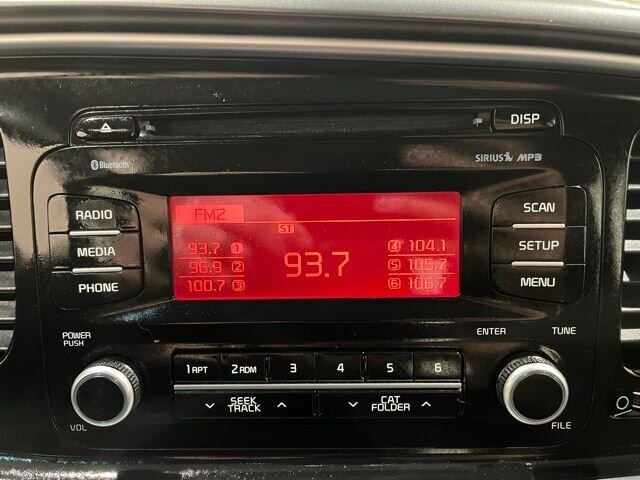 DISP
Bluetooth
SIRIUS MP3
RADIO
MEDIA
PHONE
FM2
ST
93.7 1
96.9 2
100.7 3
93.7
4 104.1
5 105.7
6 106.7
SCAN
SETUP
MENU
POWER
PUSH
VOL
1 RPT
2 RDM
3
4
5
6
SEEK
TRACK
CAT
FOLDER
ENTER
TUNE
FILE